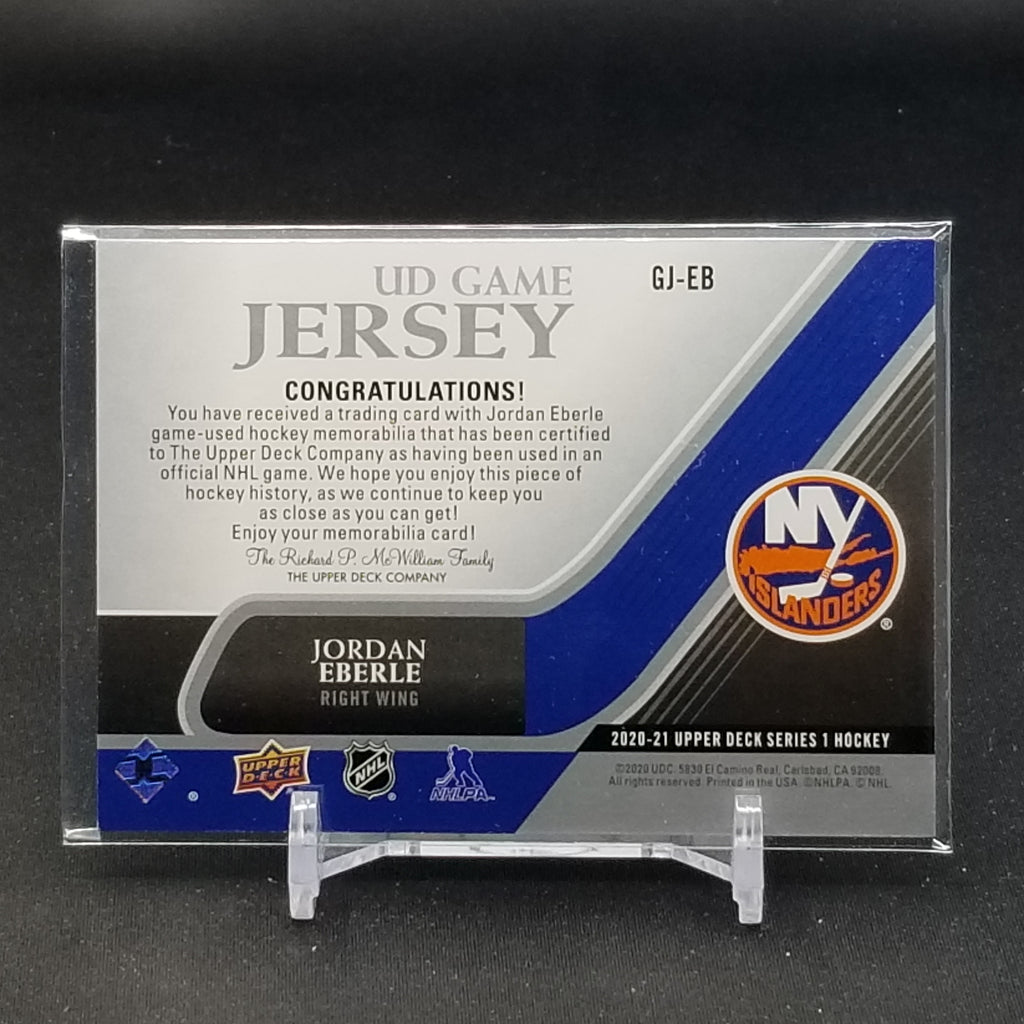 UD GAME
JERSEY
GJ-EB
CONGRATULATIONS!
You have received a trading card with Jordan Eberle
game-used hockey memorabilia that has been certified
to The Upper Deck Company as having been used in an
official NHL game. We hope you enjoy this piece of
hockey history, as we continue to keep you
as close as you can get!
Enjoy your memorabilia card!
The Richard P. McWilliam Family
THE UPPER DECK COMPANY
NY
ISLANDERS
®
JORDAN
EBERLE
RIGHT WING
2020-21 UPPER DECK SERIES 1 HOCKEY
UPPER
DECK
NHL
NHLPA
©2020 UDC. 5830 El Camino Real, Carlsbad, CA 92008.
All rights reserved. Printed in the USA. ©NHLPA. © NHL.